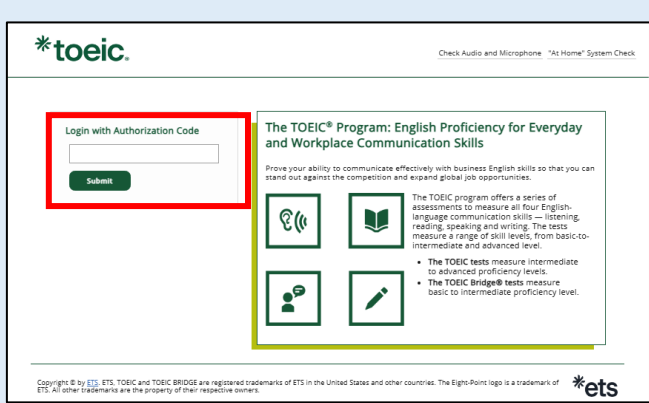 *toeic.
Check Audio and Microphone "At Home" System Check
Login with Authorization Code
Submit
The TOEIC® Program: English Proficiency for Everyday
and Workplace Communication Skills
Prove your ability to communicate effectively with business English skills so that you can
stand out against the competition and expand global job opportunities.
The TOEIC program offers a series of
assessments to measure all four English-
language communication skills — listening,
reading, speaking and writing. The tests
measure a range of skill levels, from basic-to-
intermediate and advanced level.
• The TOEIC tests measure intermediate
to advanced proficiency levels.
• The TOEIC Bridge® tests measure
basic to intermediate proficiency level.
Copyright © by ETS. ETS, TOEIC and TOEIC BRIDGE are registered trademarks of ETS in the United States and other countries. The Eight-Point logo is a trademark of
ETS. All other trademarks are the property of their respective owners.
*ets